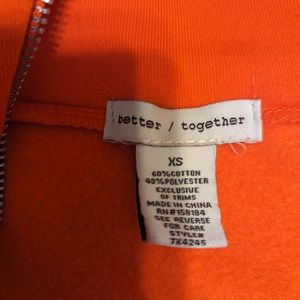 better / together
XS
60%COTTON
40%POLYESTER
EXCLUSIVE
OF TRIMS
MADE IN CHINA
RN#158184
SEE REVERSE
FOR CARE
STYLE#
JK4245